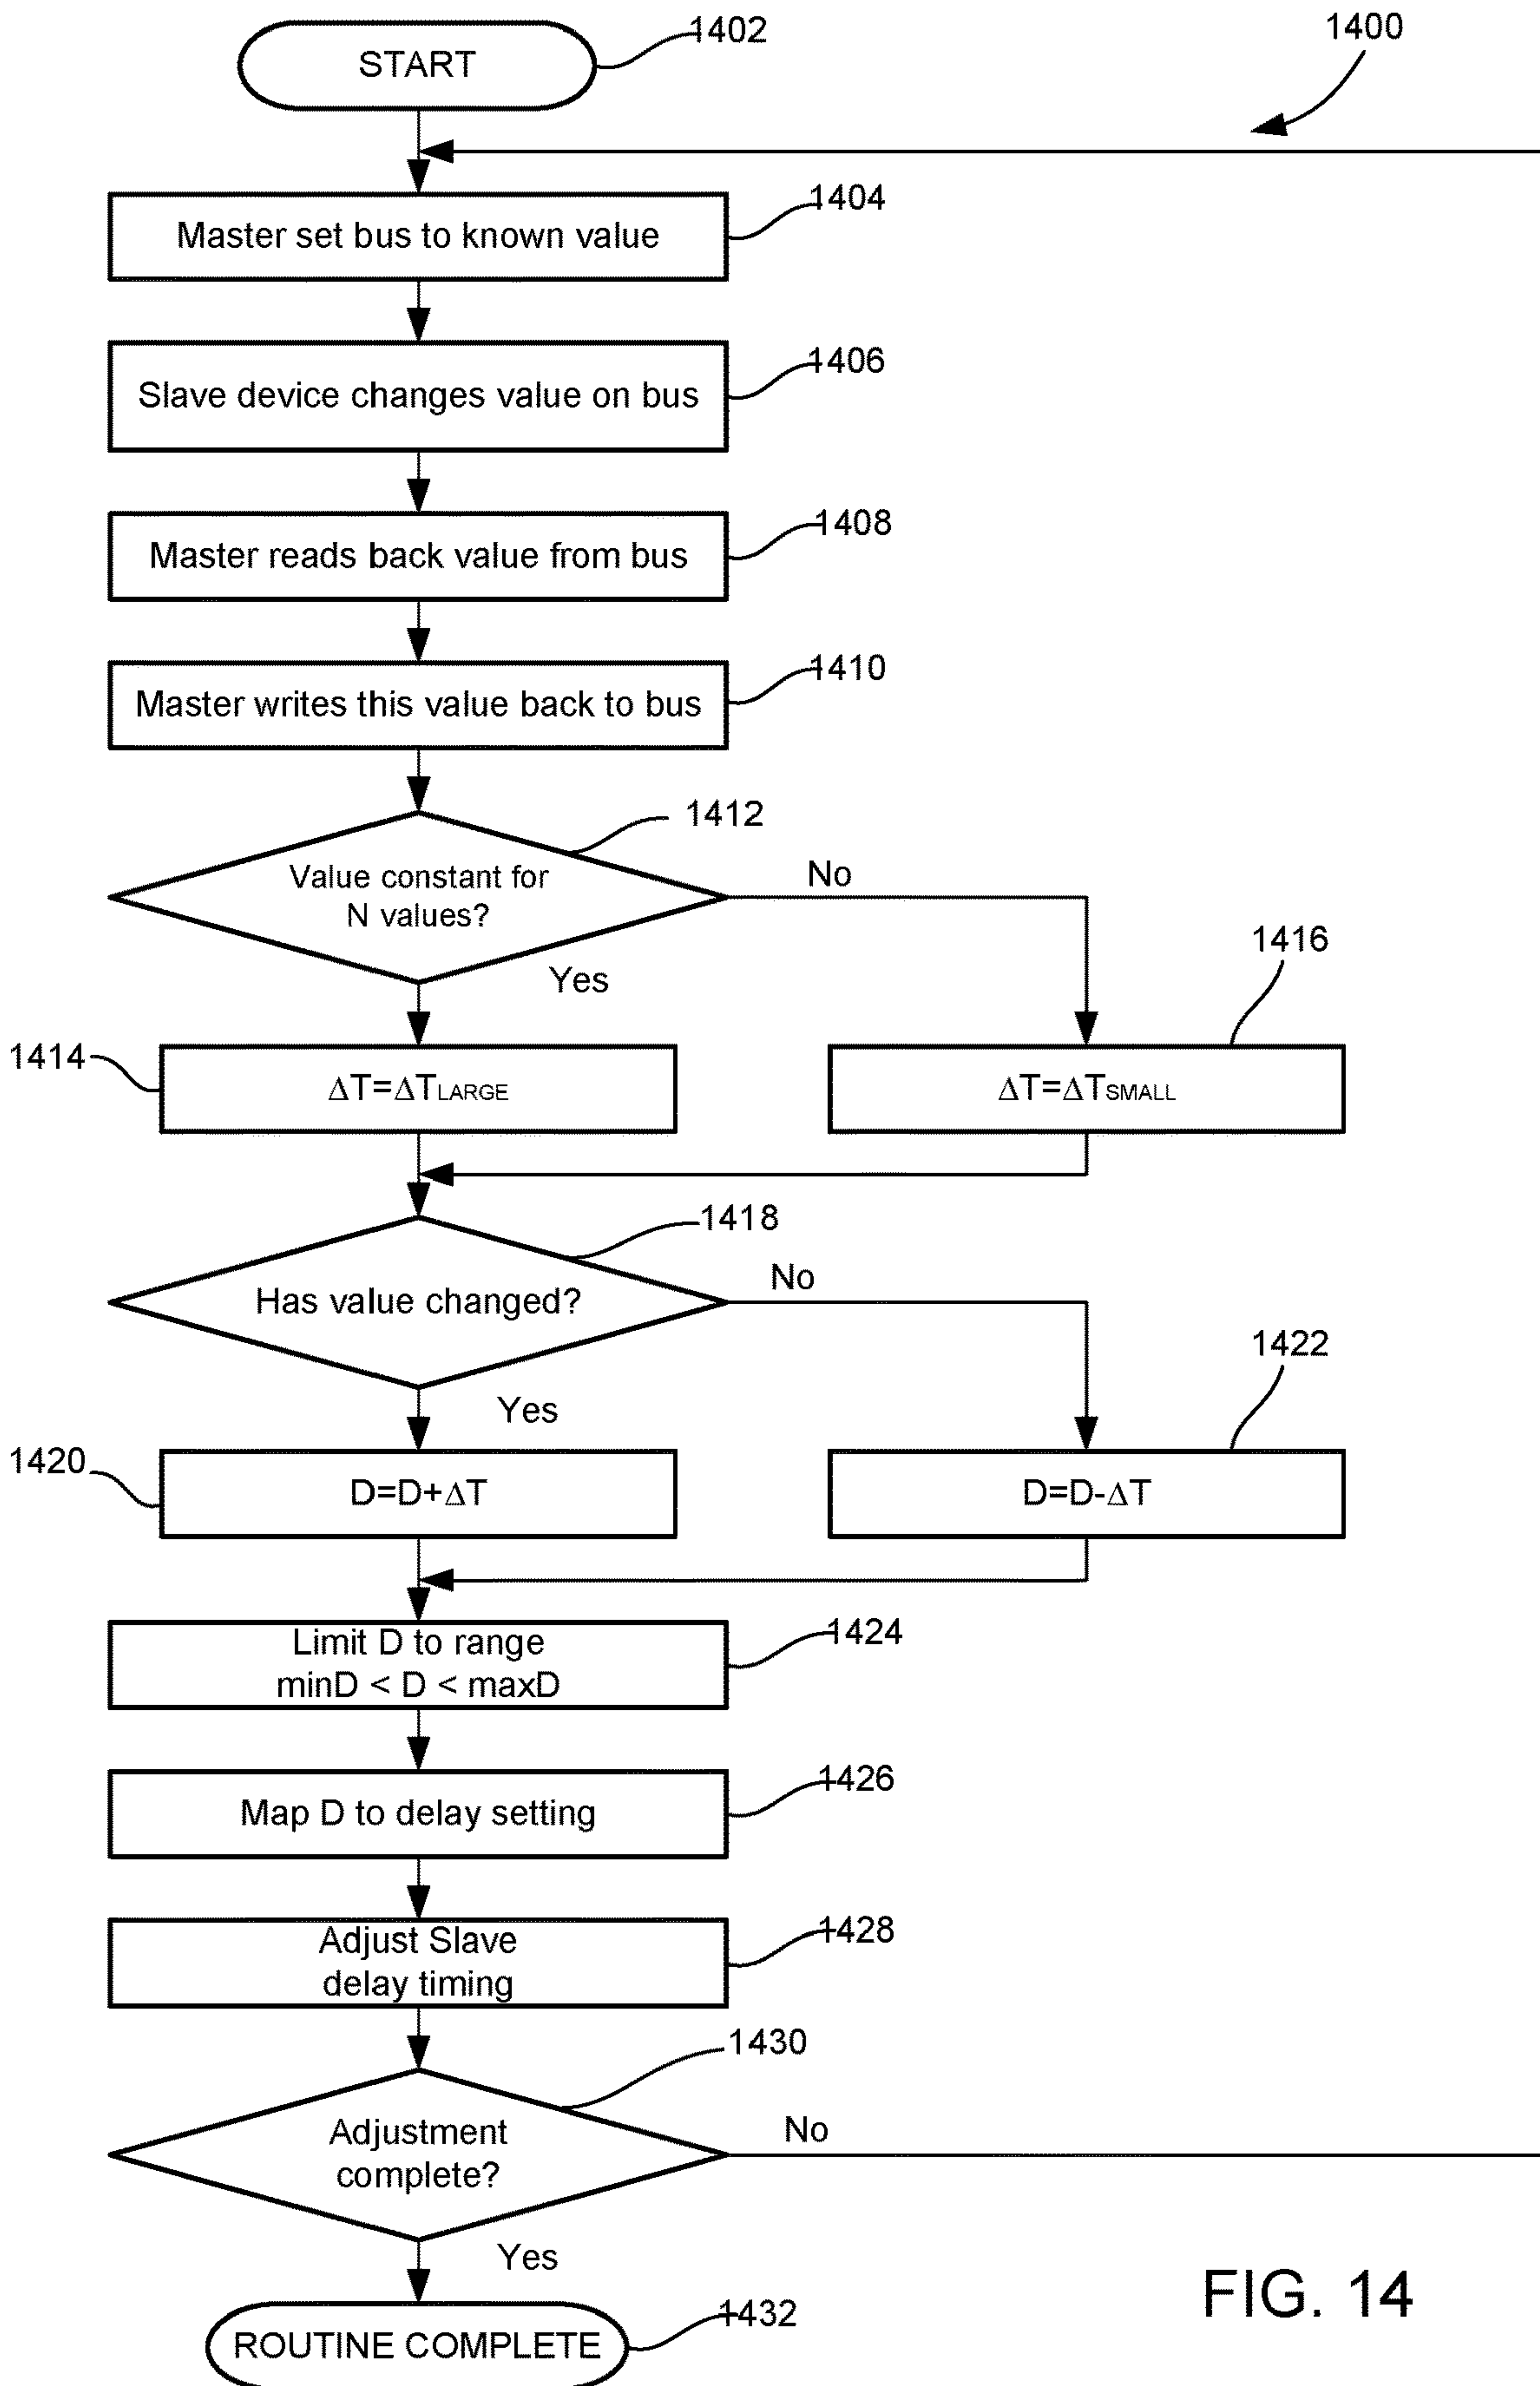 1402
START
1400
1404
Master set bus to known value
1406
Slave device changes value on bus
1408
Master reads back value from bus
1410
Master writes this value back to bus
1412
Value constant for
N values?
No
Yes
1416
1414
ΔT=ΔTLARGE
ΔT=ΔTSMALL
1418
Has value changed?
No
Yes
1422
1420
D=D+ΔT
D=D-ΔT
1424
Limit D to range
minD < D < maxD
1426
Map D to delay setting
1428
Adjust Slave
delay timing
1430
Adjustment
complete?
No
Yes
1432
ROUTINE COMPLETE
FIG. 14